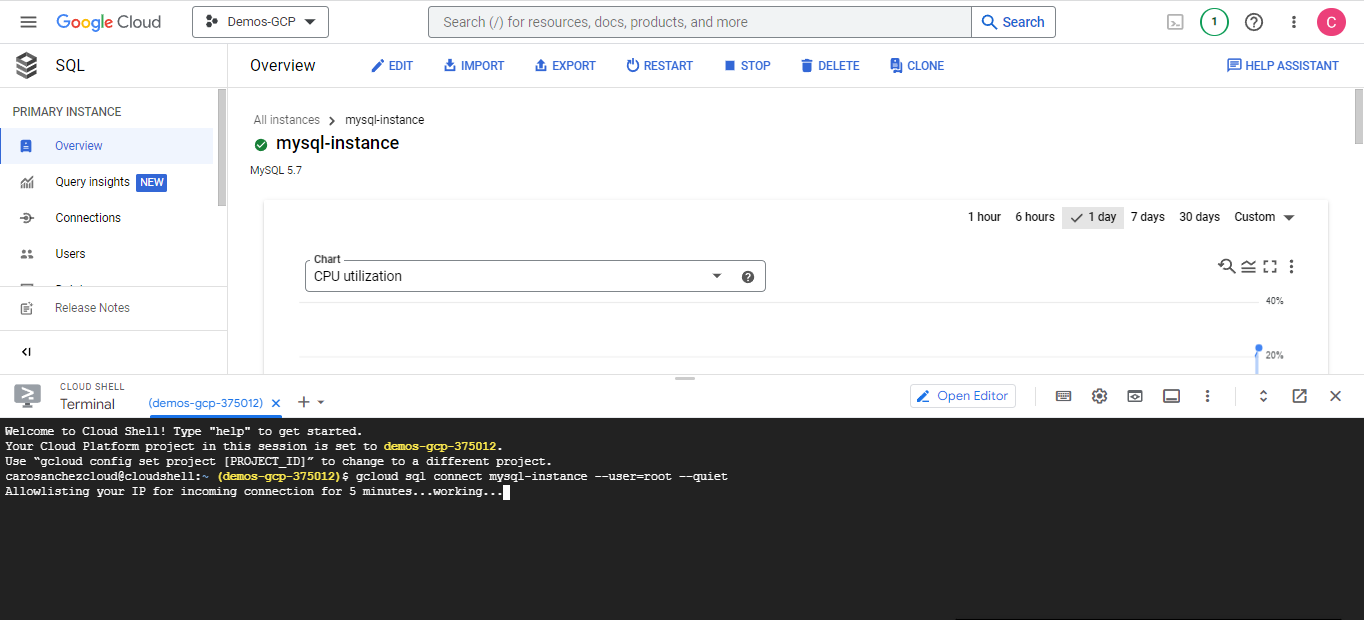 Google Cloud
Demos-GCP
Search (/) for resources, docs, products, and more
Search
1
C
SQL
Overview
EDIT
IMPORT
EXPORT
RESTART
STOP
DELETE
CLONE
HELP ASSISTANT
PRIMARY INSTANCE
Overview
Query insights NEW
Connections
Users
Release Notes
All instances > mysql-instance
mysql-instance
MySQL 5.7
1 hour 6 hours 1 day 7 days 30 days Custom
Chart
CPU utilization
40%
20%
CLOUD SHELL
Terminal
(demos-gcp-375012)
Open Editor
Welcome to Cloud Shell! Type "help" to get started.
Your Cloud Platform project in this session is set to demos-gcp-375012.
Use “gcloud config set project [PROJECT_ID]” to change to a different project.
carosanchezcloud@cloudshell:~ (demos-gcp-375012)$ gcloud sql connect mysql-instance --user=root --quiet
Allowlisting your IP for incoming connection for 5 minutes...working...